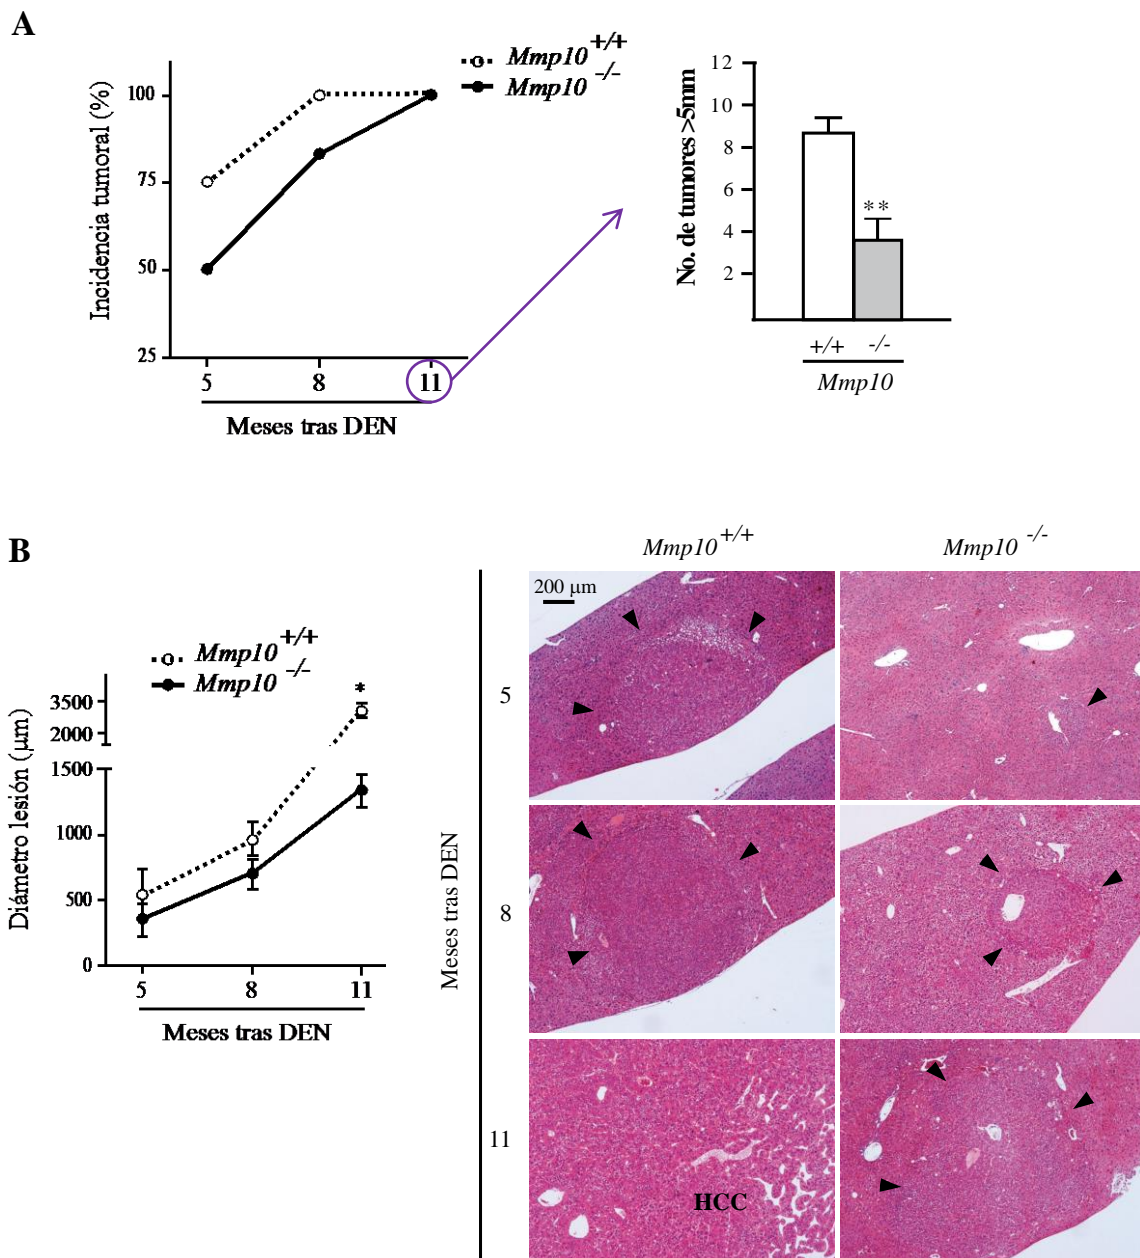 A
Mmp10 +/+
Mmp10 -/-
Incidencia tumoral (%)
100
75
50
25
5 8 11
Meses tras DEN
No. de tumores >5mm
12
10
8
6
4
2
**
+/+ -/-
Mmp10
B
Mmp10 +/+
Mmp10 -/-
Diámetro lesión (μm)
3500
2000
1500
1000
500
0
*
5 8 11
Meses tras DEN
Mmp10 +/+ Mmp10 -/-
200 μm
Meses tras DEN
5
8
11
HCC